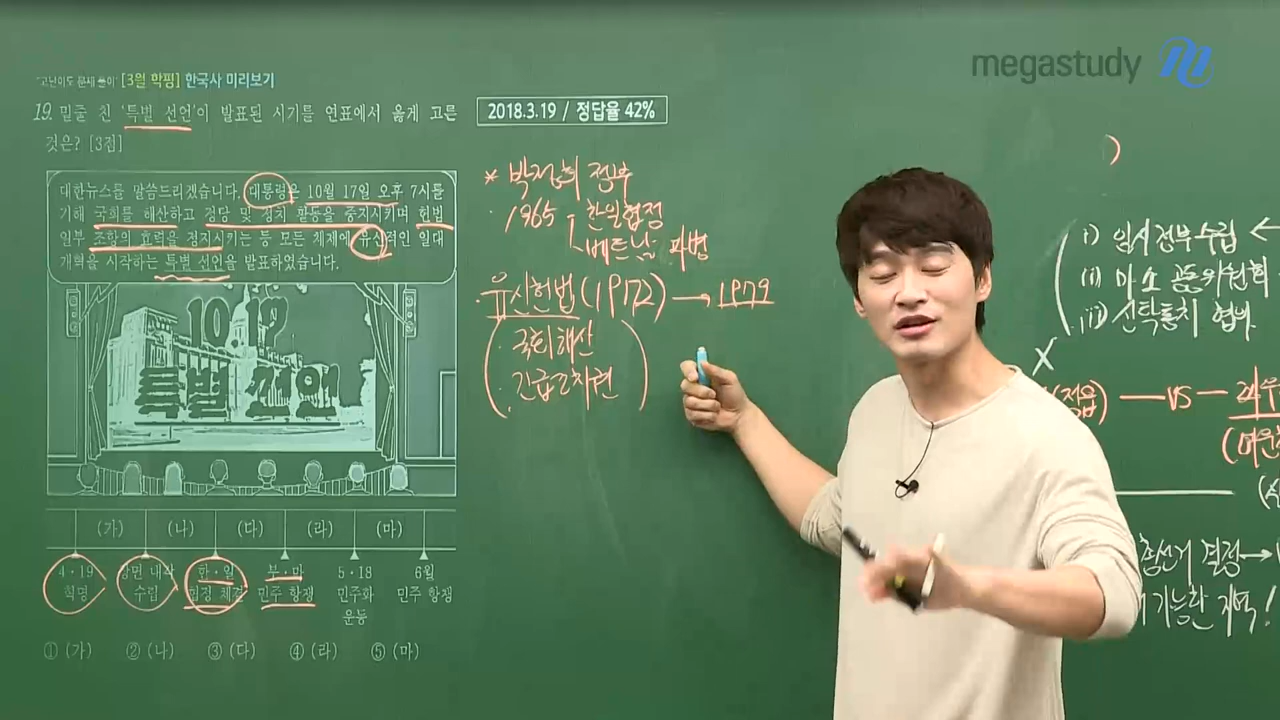 megastudy
"고난이도 문제 풀이" [3월 학평] 한국사 미리보기
19. 밑줄 친 '특별 선언'이 발표된 시기를 연표에서 옳게 고른
것은? [3점]
2018.3.19 / 정답율 42%
대한뉴스를 말씀드리겠습니다. 대통령은 10월 17일 오후 7시를
기해 국회를 해산하고 정당 및 정치 활동을 중지시키며 헌법
일부 조항의 효력을 정지시키는 등 모든 체제에 유신적인 일대
개혁을 시작하는 특별 선언을 발표하였습니다.
10 17
특별 선언
(가) (나) (다) (라) (마)
4·19 혁명
장면 내각 수립
한·일 협정 체결
부·마 민주 항쟁
5·18 민주화 운동
6월 민주 항쟁
① (가) ② (나) ③ (다) ④ (라) ⑤ (마)
* 박정희 정부
· 1965 - 한일협정
베트남 파병
· 유신헌법 (1972) → 1979
· 국회해산
· 긴급조치권
i) 임시정부수립 ←
ii) 미소 공동위원회
iii) 신탁통치 협의
X
(정읍) — VS —
총선거 결정 →
가능한 지역!